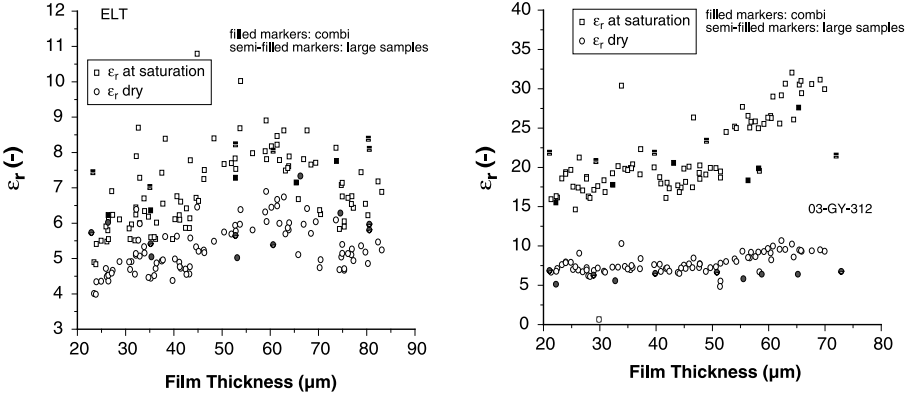 ELT
filled markers: combi
semi-filled markers: large samples
εr at saturation
εr dry
12
11
10
9
8
7
6
5
4
3
εr (-)
20 30 40 50 60 70 80 90
Film Thickness (μm)
filled markers: combi
semi-filled markers: large samples
εr at saturation
εr dry
40
35
30
25
20
15
10
5
0
εr (-)
03-GY-312
20 30 40 50 60 70 80
Film Thickness (μm)